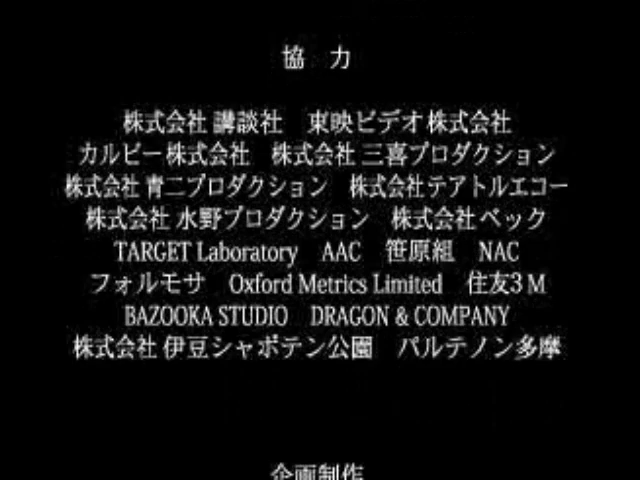 協 力
株式会社 講談社 東映ビデオ 株式会社
カルビー 株式会社 株式会社 三喜プロダクション
株式会社 青二プロダクション 株式会社テアトルエコー
株式会社 水野プロダクション 株式会社 ベック
TARGET Laboratory AAC 笹原組 NAC
フォルモサ Oxford Metrics Limited 住友3M
BAZOOKA STUDIO DRAGON & COMPANY
株式会社 伊豆シャボテン公園 パルテノン多摩
企画制作